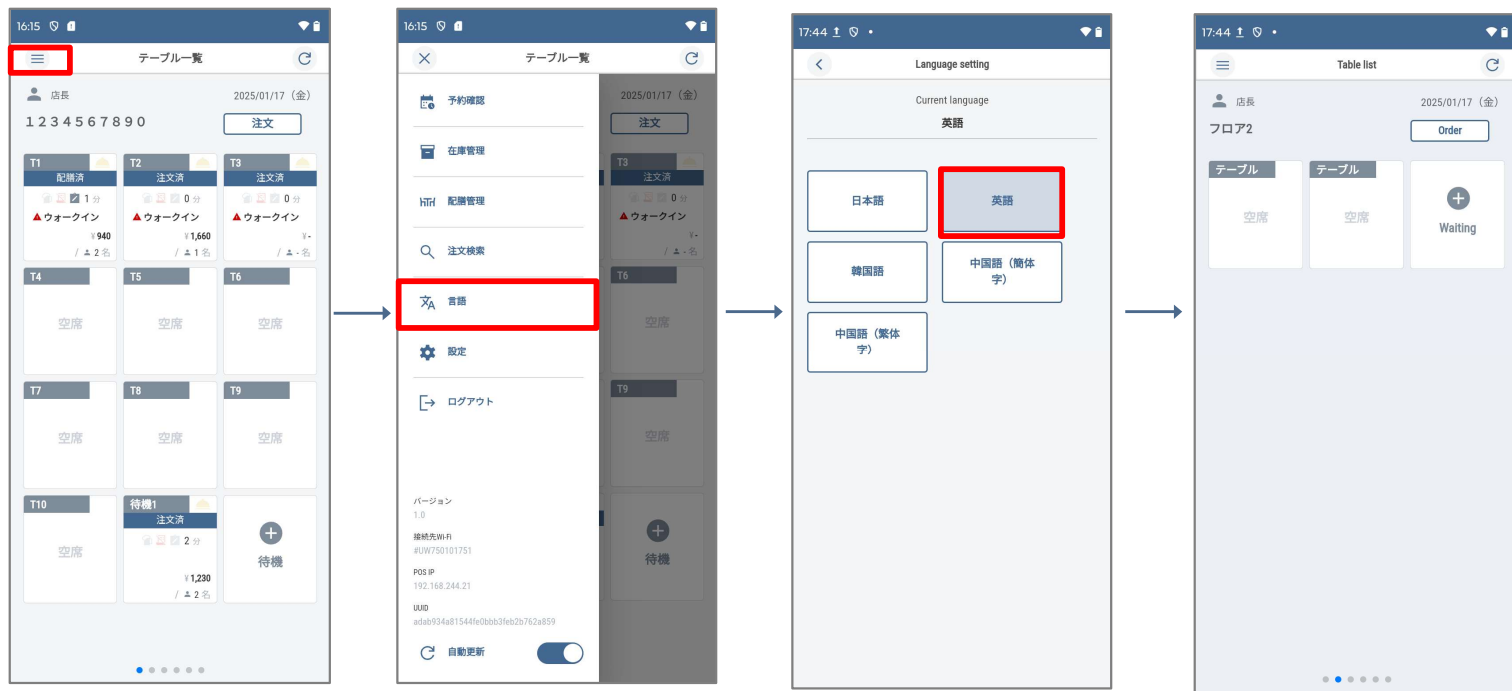 16:15
テーブル一覧
店長
2025/01/17（金）
1234567890
注文
T1
配膳済
1 分
ウォークイン
¥940
/ 2 名
T2
注文済
0 分
ウォークイン
¥1,660
/ 1 名
T3
注文済
0 分
ウォークイン
¥-
/ - 名
T4
空席
T5
空席
T6
空席
T7
空席
T8
空席
T9
空席
T10
空席
待機1
注文済
2 分
¥1,230
/ 2 名
待機
16:15
テーブル一覧
2025/01/17（金）
注文
予約確認
在庫管理
配膳管理
注文検索
言語
設定
ログアウト
バージョン
1.0
接続先Wi-Fi
#UW750101751
POS IP
192.168.244.21
UUID
adab934a81544fe0bbb3feb2b762a859
自動更新
T3
注文済
0 分
ウォークイン
¥-
/ - 名
T6
空席
T9
空席
待機
17:44
Language setting
Current language
英語
日本語
英語
韓国語
中国語（簡体
字）
中国語（繁体
字）
17:44
Table list
店長
2025/01/17（金）
フロア2
Order
テーブル
空席
テーブル
空席
Waiting